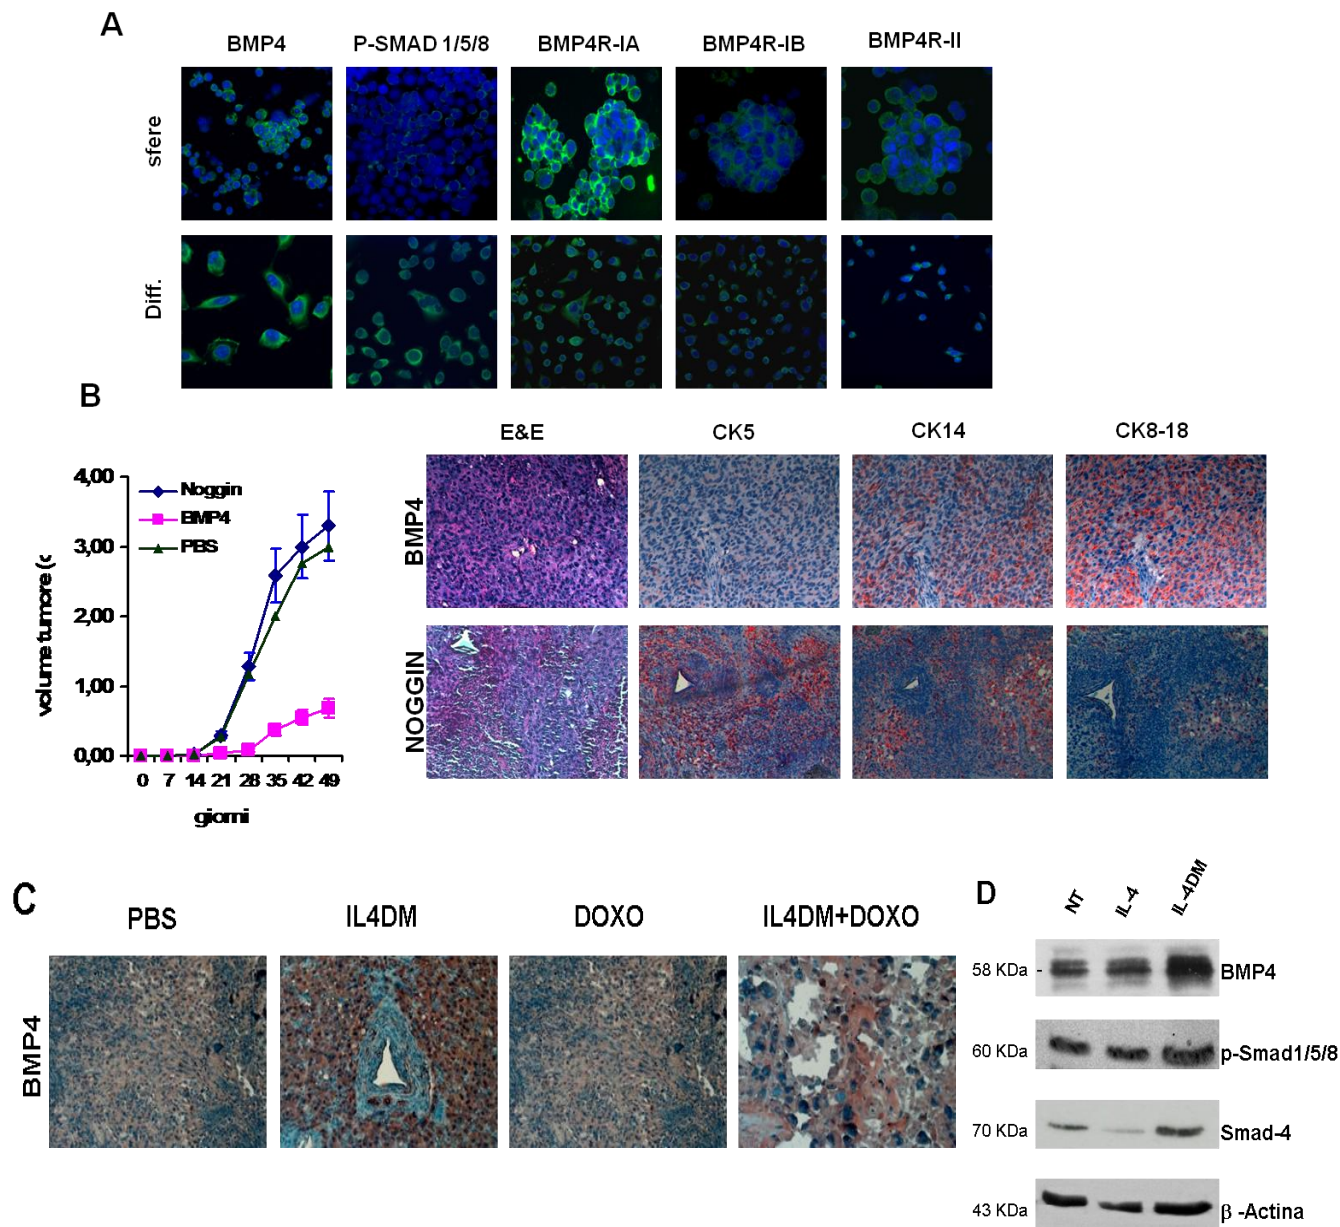 A
BMP4 P-SMAD 1/5/8 BMP4R-IA BMP4R-IB BMP4R-II
sfere
Diff.
B
E&E CK5 CK14 CK8-18
BMP4
NOGGIN
4,00
3,00
2,00
1,00
0,00
Noggin
BMP4
PBS
volume tumore (c
0 7 14 21 28 35 42 49
giorni
C
PBS IL4DM DOXO IL4DM+DOXO
BMP4
D
NT IL-4 IL-4DM
58 KDa - BMP4
60 KDa p-Smad1/5/8
70 KDa Smad-4
43 KDa β -Actina